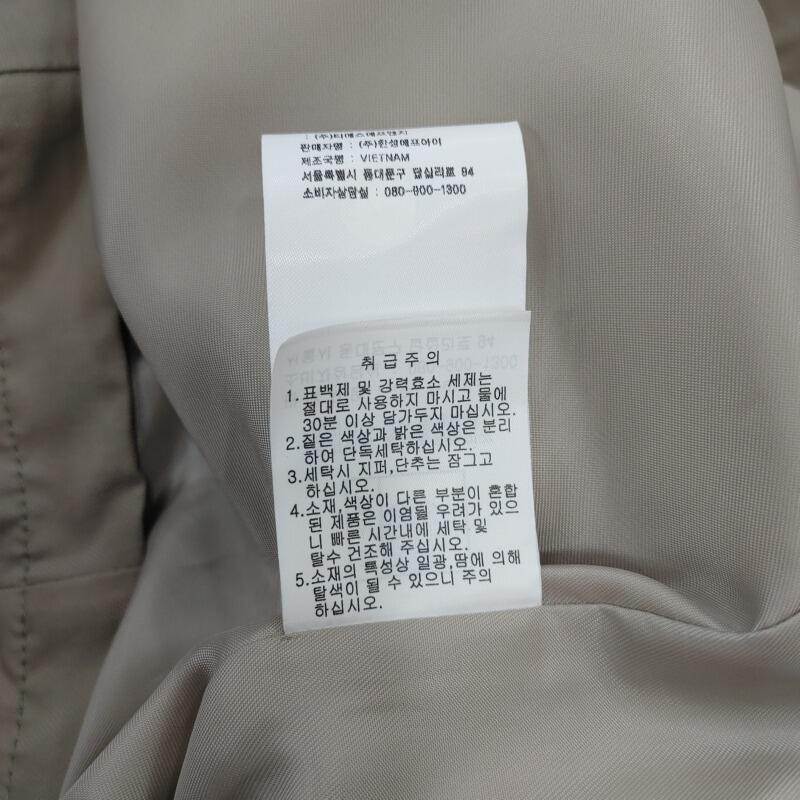 : (주)티에스에프엔지
판매자명 : (주)한섬에프아이
제조국명 : VIETNAM
서울특별시 동대문구 답십리로 94
소비자상담실 : 080-900-1300
취급주의
1.표백제 및 강력효소 세제는
절대로 사용하지 마시고 물에
30분 이상 담가두지 마십시오.
2.짙은 색상과 밝은 색상은 분리
하여 단독세탁하십시오.
3.세탁시 지퍼,단추는 잠그고
하십시오.
4.소재,색상이 다른 부분이 혼합
된 제품은 이염될 우려가 있으
니 빠른 시간내에 세탁 및
탈수 건조해 주십시오.
5.소재의 특성상 일광,땀에 의해
탈색이 될 수 있으니 주의
하십시오.